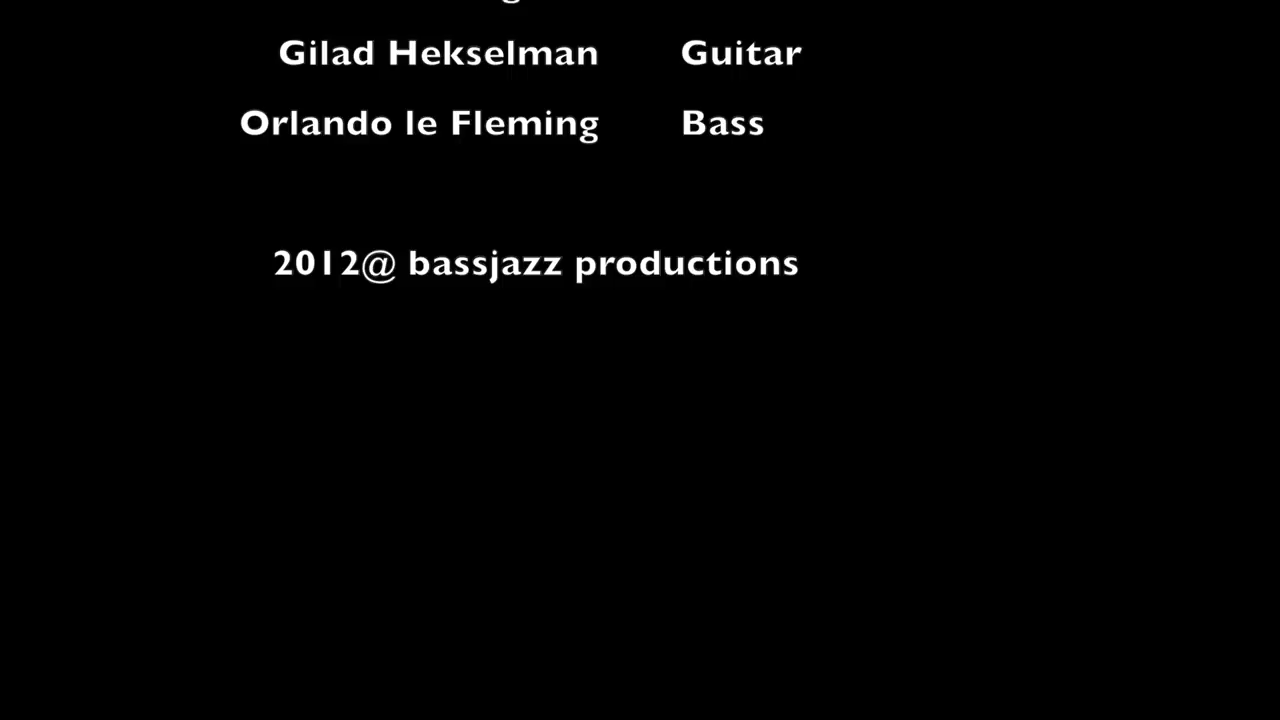 Gilad Hekselman Guitar
Orlando le Fleming Bass
2012@ bassjazz productions